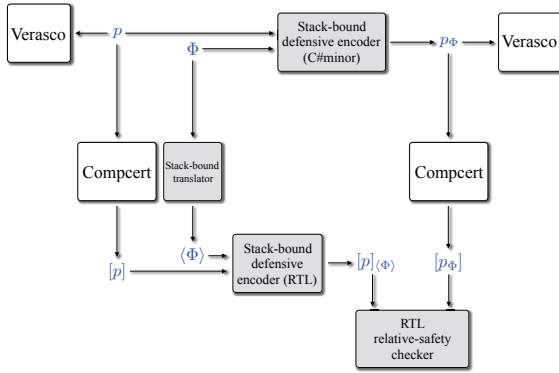 Verasco
p
Φ
Stack-bound
defensive encoder
(C#minor)
p_Φ
Verasco
Compcert
Stack-bound
translator
Compcert
[p]
⟨Φ⟩
Stack-bound
defensive
encoder (RTL)
[p]_⟨Φ⟩
[p_Φ]
RTL
relative-safety
checker